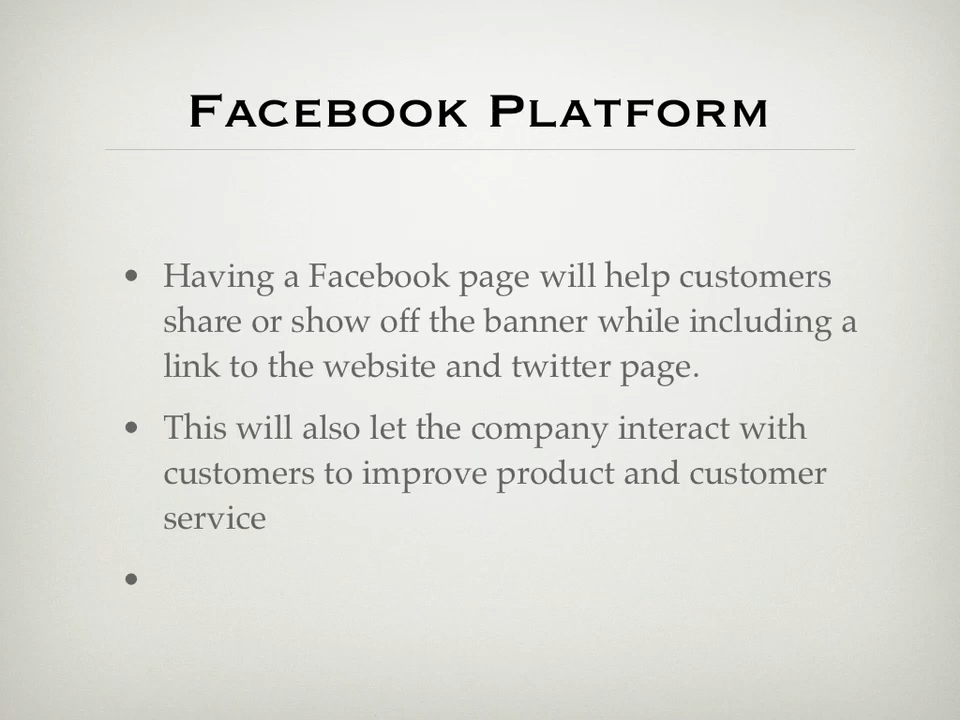 Facebook Platform
• Having a Facebook page will help customers
share or show off the banner while including a
link to the website and twitter page.
• This will also let the company interact with
customers to improve product and customer
service
•